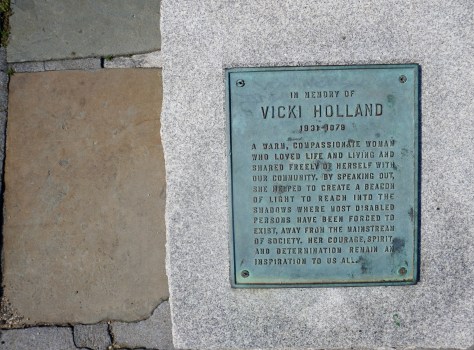 IN MEMORY OF
VICKI HOLLAND
1931-1979
A WARM, COMPASSIONATE WOMAN
WHO LOVED LIFE AND LIVING AND
SHARED FREELY OF HERSELF WITH
OUR COMMUNITY. BY SPEAKING OUT,
SHE HELPED TO CREATE A BEACON
OF LIGHT TO REACH INTO THE
SHADOWS WHERE MOST DISABLED
PERSONS HAVE BEEN FORCED TO
EXIST, AWAY FROM THE MAINSTREAM
OF SOCIETY. HER COURAGE, SPIRIT
AND DETERMINATION REMAIN AN
INSPIRATION TO US ALL.